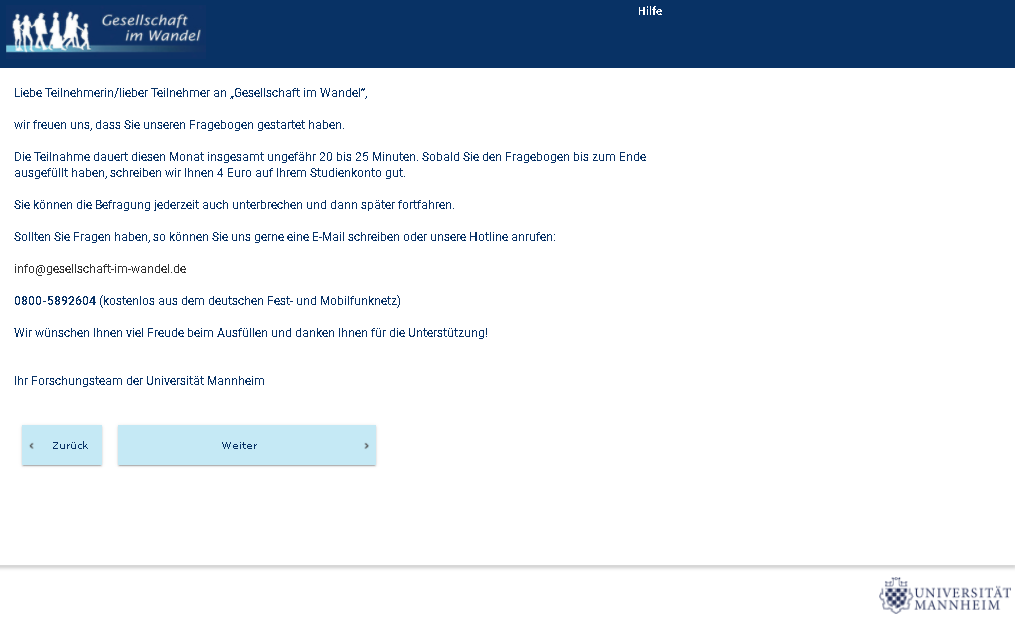 Gesellschaft
im Wandel
Hilfe
Liebe Teilnehmerin/lieber Teilnehmer an „Gesellschaft im Wandel“,
wir freuen uns, dass Sie unseren Fragebogen gestartet haben.
Die Teilnahme dauert diesen Monat insgesamt ungefähr 20 bis 25 Minuten. Sobald Sie den Fragebogen bis zum Ende
ausgefüllt haben, schreiben wir Ihnen 4 Euro auf Ihrem Studienkonto gut.
Sie können die Befragung jederzeit auch unterbrechen und dann später fortfahren.
Sollten Sie Fragen haben, so können Sie uns gerne eine E-Mail schreiben oder unsere Hotline anrufen:
info@gesellschaft-im-wandel.de
0800-5892604 (kostenlos aus dem deutschen Fest- und Mobilfunknetz)
Wir wünschen Ihnen viel Freude beim Ausfüllen und danken Ihnen für die Unterstützung!
Ihr Forschungsteam der Universität Mannheim
Zurück
Weiter
UNIVERSITÄT
MANNHEIM